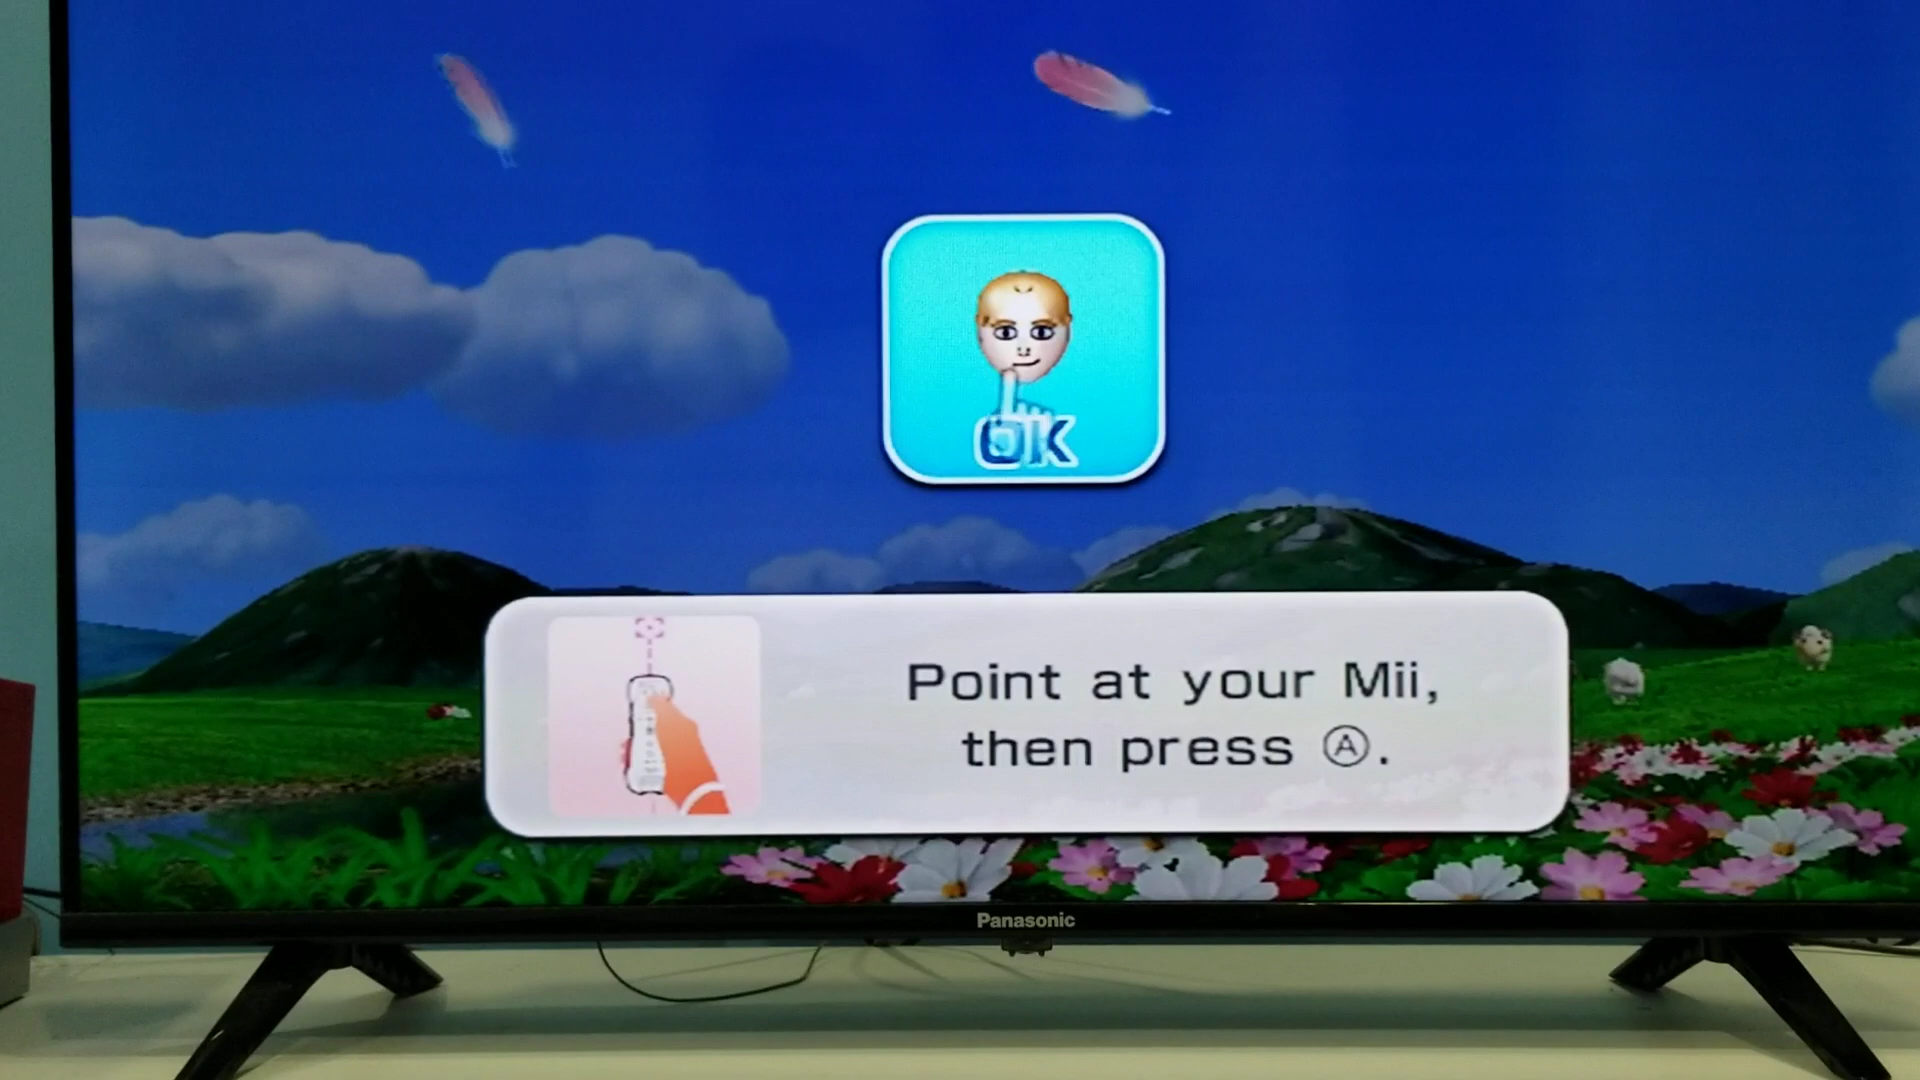 OK
Point at your Mii,
then press Ⓐ.
Panasonic